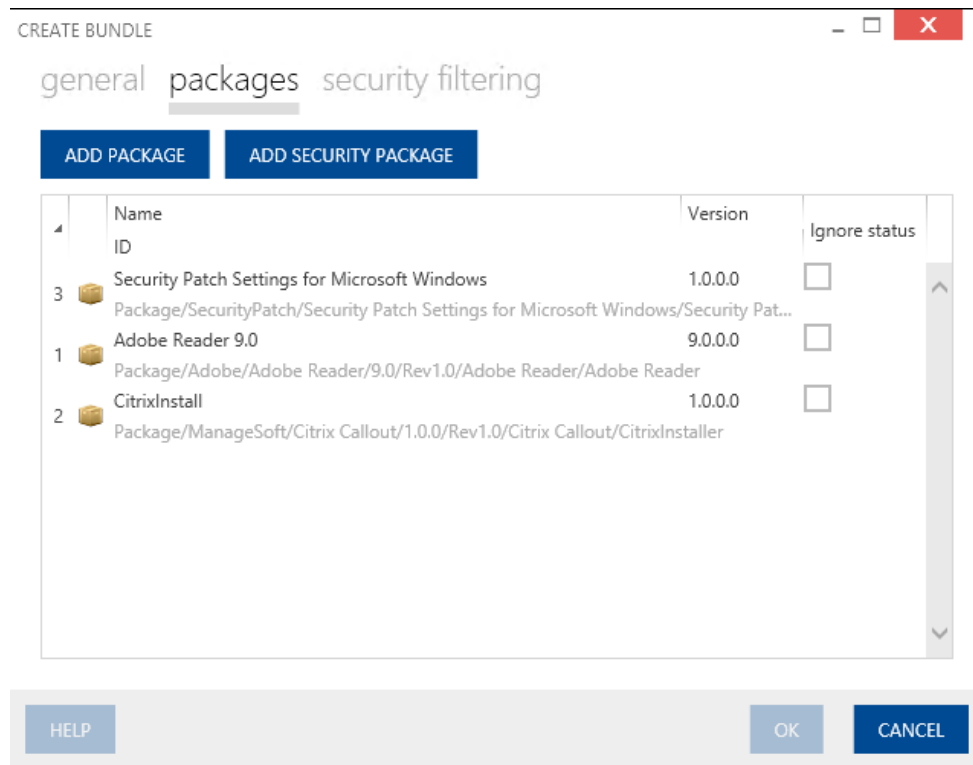 CREATE BUNDLE
general packages security filtering
ADD PACKAGE ADD SECURITY PACKAGE
Name Version
Ignore status
ID
Security Patch Settings for Microsoft Windows 1.0.0.0
3
Package/SecurityPatch/Security Patch Settings for Microsoft Windows/Security Pat...
Adobe Reader 9.0 9.0.0.0
1
Package/Adobe/Adobe Reader/9.0/Rev1.0/Adobe Reader/Adobe Reader
CitrixInstall 1.0.0.0
2
Package/ManageSoft/Citrix Callout/1.0.0/Rev1.0/Citrix Callout/CitrixInstaller
HELP OK CANCEL